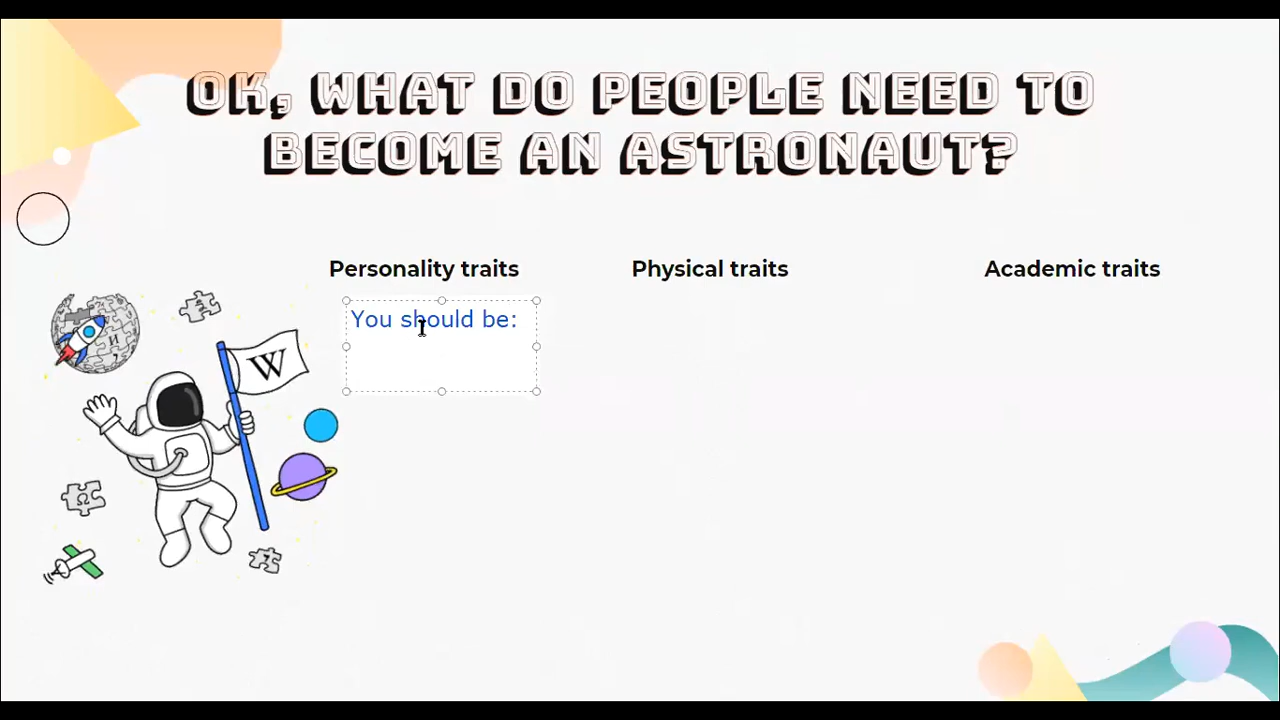 OK, WHAT DO PEOPLE NEED TO
BECOME AN ASTRONAUT?
Personality traits
Physical traits
Academic traits
You should be:
W
И
Ω